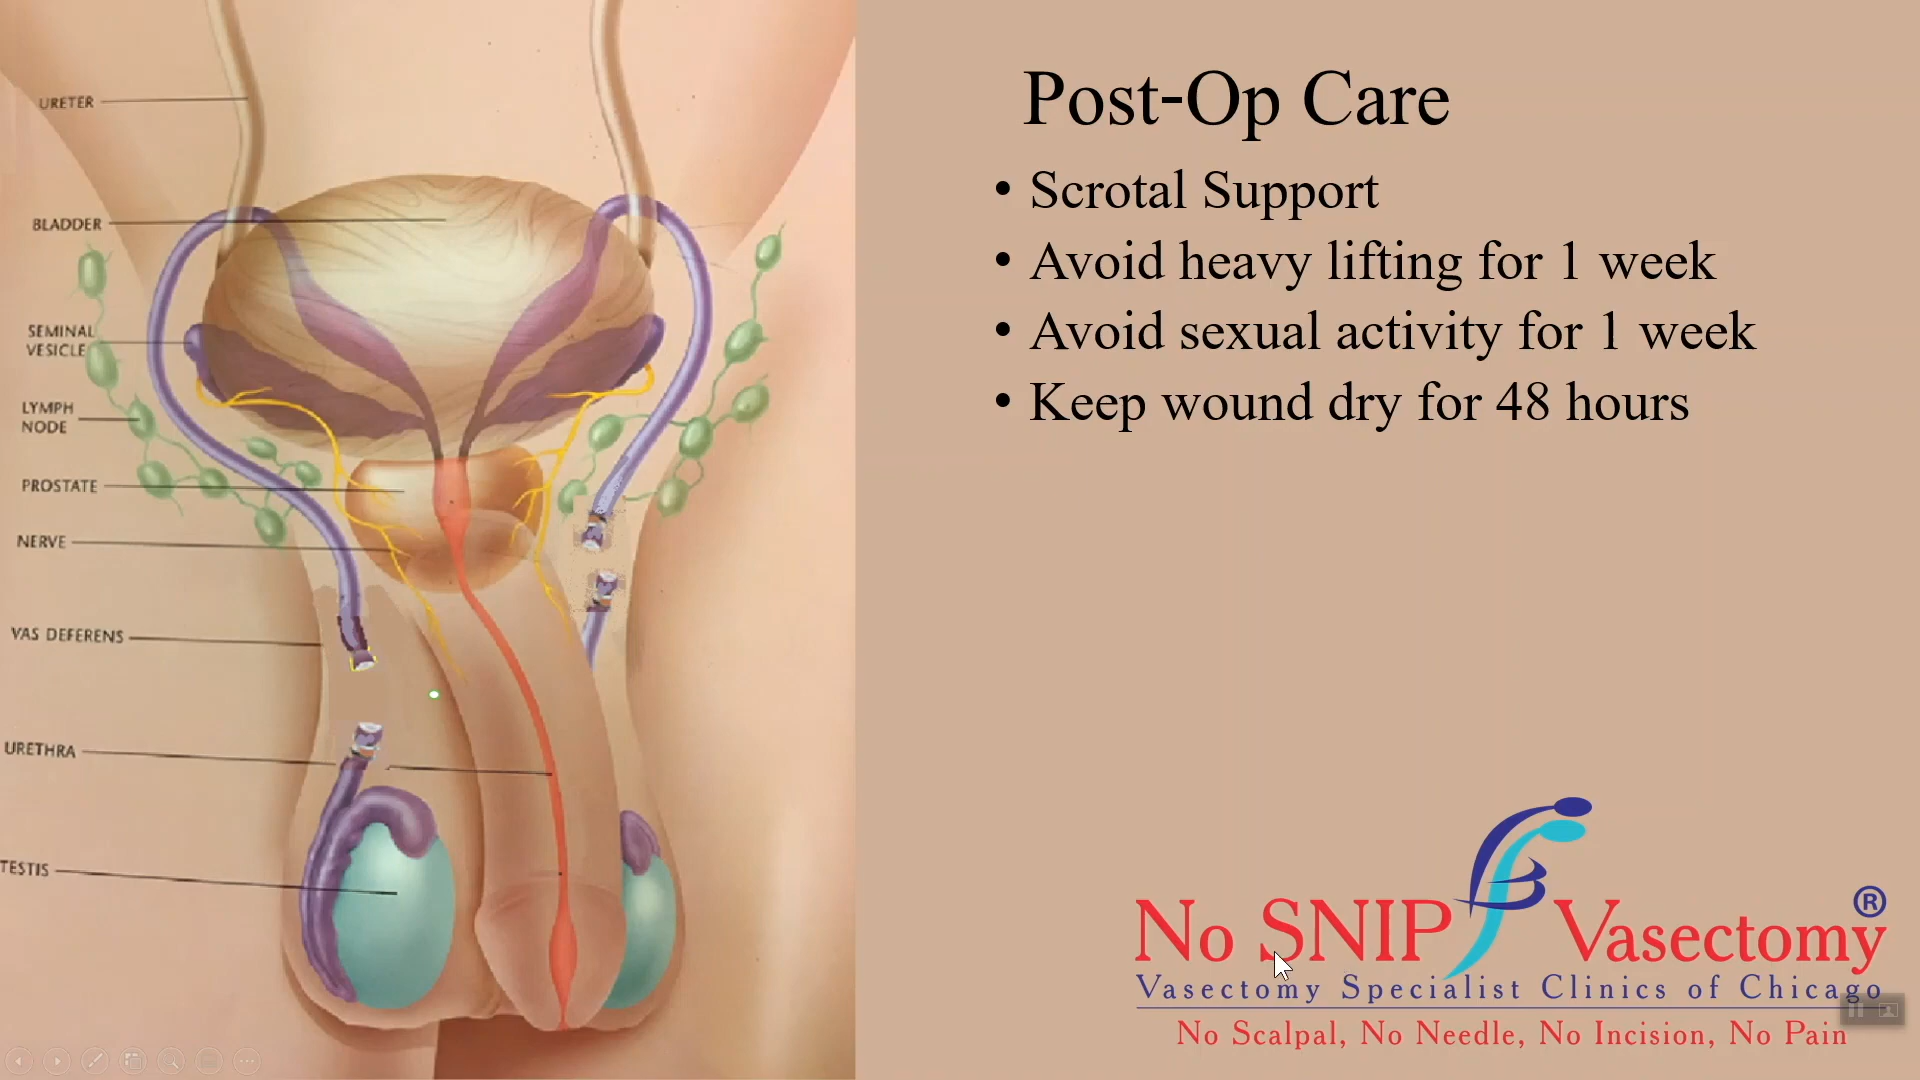 URETER
BLADDER
SEMINAL
VESICLE
LYMPH
NODE
PROSTATE
NERVE
VAS DEFERENS
URETHRA
TESTIS
Post-Op Care
• Scrotal Support
• Avoid heavy lifting for 1 week
• Avoid sexual activity for 1 week
• Keep wound dry for 48 hours
No SNIP Vasectomy®
Vasectomy Specialist Clinics of Chicago
No Scalpal, No Needle, No Incision, No Pain